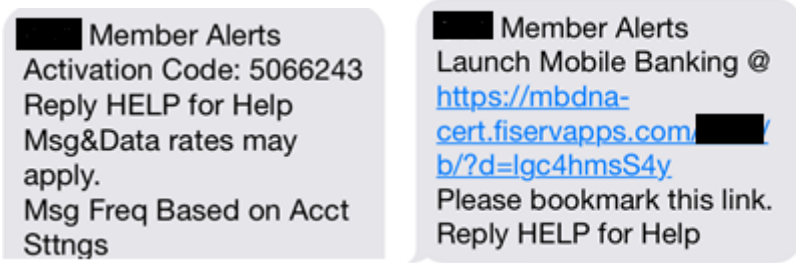 Member Alerts
Activation Code: 5066243
Reply HELP for Help
Msg&Data rates may
apply.
Msg Freq Based on Acct
Sttngs
Member Alerts
Launch Mobile Banking @
https://mbdna-
cert.fiservapps.com/ /
b/?d=lgc4hmsS4y
Please bookmark this link.
Reply HELP for Help